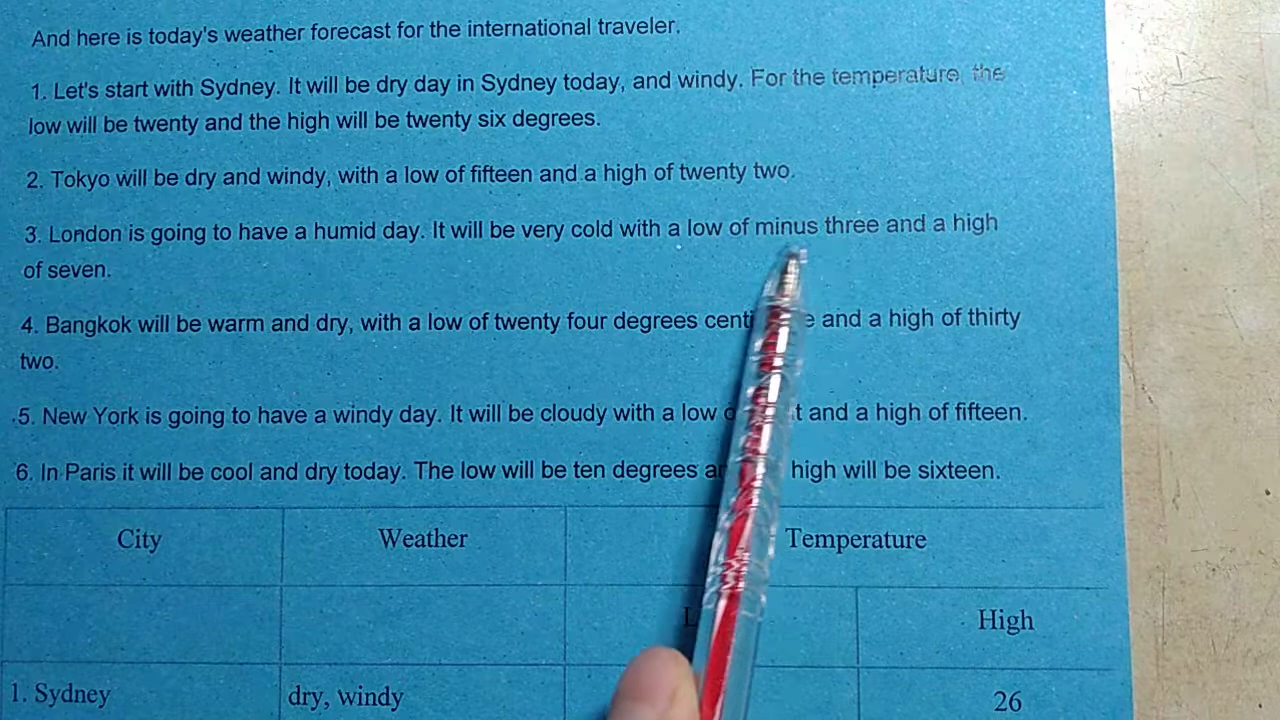 And here is today's weather forecast for the international traveler.
1. Let's start with Sydney. It will be dry day in Sydney today, and windy. For the temperature, the
low will be twenty and the high will be twenty six degrees.
2. Tokyo will be dry and windy, with a low of fifteen and a high of twenty two.
3. London is going to have a humid day. It will be very cold with a low of minus three and a high
of seven.
4. Bangkok will be warm and dry, with a low of twenty four degrees and a high of thirty
two.
5. New York is going to have a windy day. It will be cloudy with a low and a high of fifteen.
6. In Paris it will be cool and dry today. The low will be ten degrees high will be sixteen.
City Weather Temperature
High
1. Sydney dry, windy 26